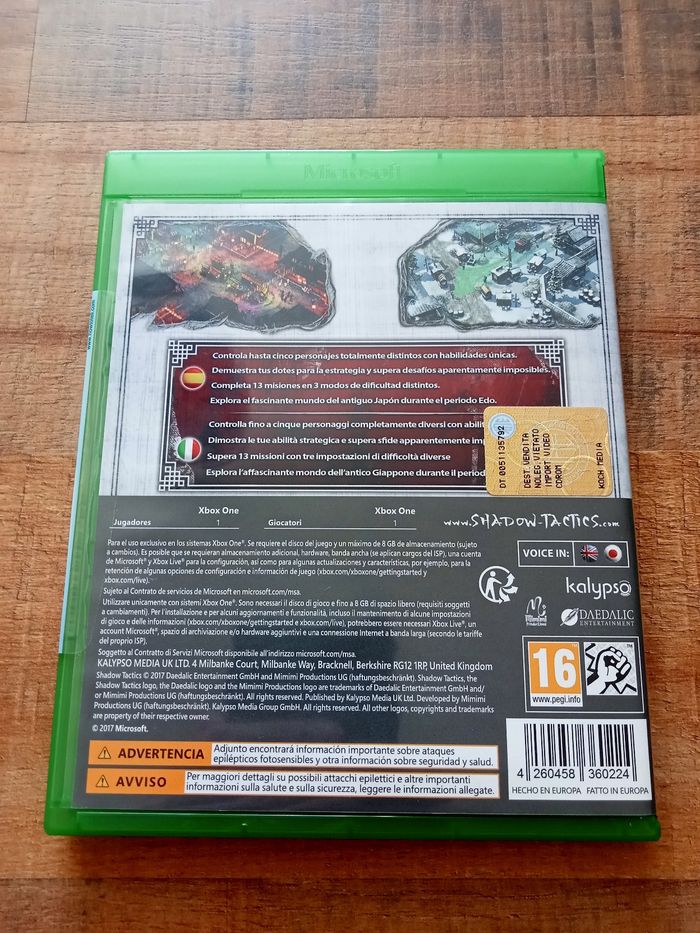 Microsoft
Controla hasta cinco personajes totalmente distintos con habilidades únicas.
Demuestra tus dotes para la estrategia y supera desafíos aparentemente imposibles.
Completa 13 misiones en 3 modos de dificultad distintos.
Explora el fascinante mundo del antiguo Japón durante el periodo Edo.
Controlla fino a cinque personaggi completamente diversi con abilit
Dimostra le tue abilità strategica e supera sfide apparentemente imp
Supera 13 missioni con tre impostazioni di difficoltà diverse
Esplora l'affascinante mondo dell'antico Giappone durante il period
DT 0051135792
DEST.VENDITA
NOLEG.VIETATO
IMPORT VIDEO
CDROM
KOCH MEDIA
Xbox One
Jugadores 1
Xbox One
Giocatori 1
www.SHADOW-TACTICS.com
Para el uso exclusivo en los sistemas Xbox One®. Se requiere el disco del juego y un máximo de 8 GB de almacenamiento (sujeto
a cambios). Es posible que se requieran almacenamiento adicional, hardware, banda ancha (se aplican cargos del ISP), una cuenta
de Microsoft® y Xbox Live® para la configuración, así como para algunas actualizaciones y características, por ejemplo, para la
retención de algunas opciones de configuración e información de juego (xbox.com/xboxone/gettingstarted y
xbox.com/live).
Sujeto al Contrato de servicios de Microsoft en microsoft.com/msa.
Utilizzare unicamente con sistemi Xbox One®. Sono necessari il disco di gioco e fino a 8 GB di spazio libero (requisiti soggetti
a cambiamenti). Per l'installazione e per alcuni aggiornamenti e funzioni, incluso il mantenimento di alcune impostazioni
di gioco e delle informazioni (xbox.com/xboxone/gettingstarted e xbox.com/live), potrebbero essere necessari Xbox Live®, un
account Microsoft®, spazio di archiviazione e/o hardware aggiuntivi e una connessione Internet a banda larga (secondo le tariffe
del proprio ISP).
Soggetto al Contratto di Servizi Microsoft disponibile all'indirizzo microsoft.com/msa.
KALYPSO MEDIA UK LTD. 4 Milbanke Court, Milbanke Way, Bracknell, Berkshire RG12 1RP, United Kingdom
Shadow Tactics © 2017 Daedalic Entertainment GmbH and Mimimi Productions UG (haftungsbeschränkt). All rights reserved. Shadow Tactics, the
Shadow Tactics logo, the Daedalic logo and the Mimimi Productions logo are trademarks of Daedalic Entertainment GmbH and/
or Mimimi Productions UG (haftungsbeschränkt). All rights reserved. Published by Kalypso Media UK Ltd. Developed by Mimimi
Productions UG (haftungsbeschränkt). Kalypso Media Group GmbH. All rights reserved. All other logos, copyrights and trademarks
are property of their respective owner.
© 2017 Microsoft.
VOICE IN:
kalypso
DAEDALIC
ENTERTAINMENT
16
www.pegi.info
ADVERTENCIA
Adjunto encontrará información importante sobre ataques
epilépticos fotosensibles y otra información sobre seguridad y salud.
AVVISO
Per maggiori dettagli su possibili attacchi epilettici e altre importanti
informazioni sulla salute e sulla sicurezza, leggere le informazioni allegate.
4 260458 360224
HECHO EN EUROPA FATTO IN EUROPA